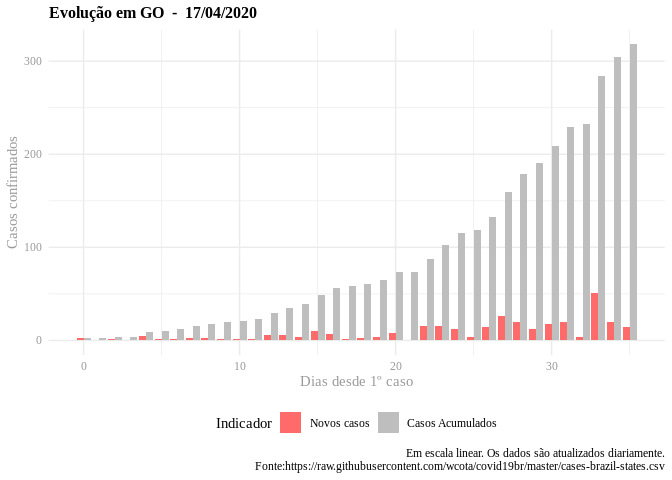 Evolução em GO - 17/04/2020
Casos confirmados
300
200
100
0
0 10 20 30
Dias desde 1º caso
Indicador Novos casos Casos Acumulados
Em escala linear. Os dados são atualizados diariamente.
Fonte:https://raw.githubusercontent.com/wcota/covid19br/master/cases-brazil-states.csv